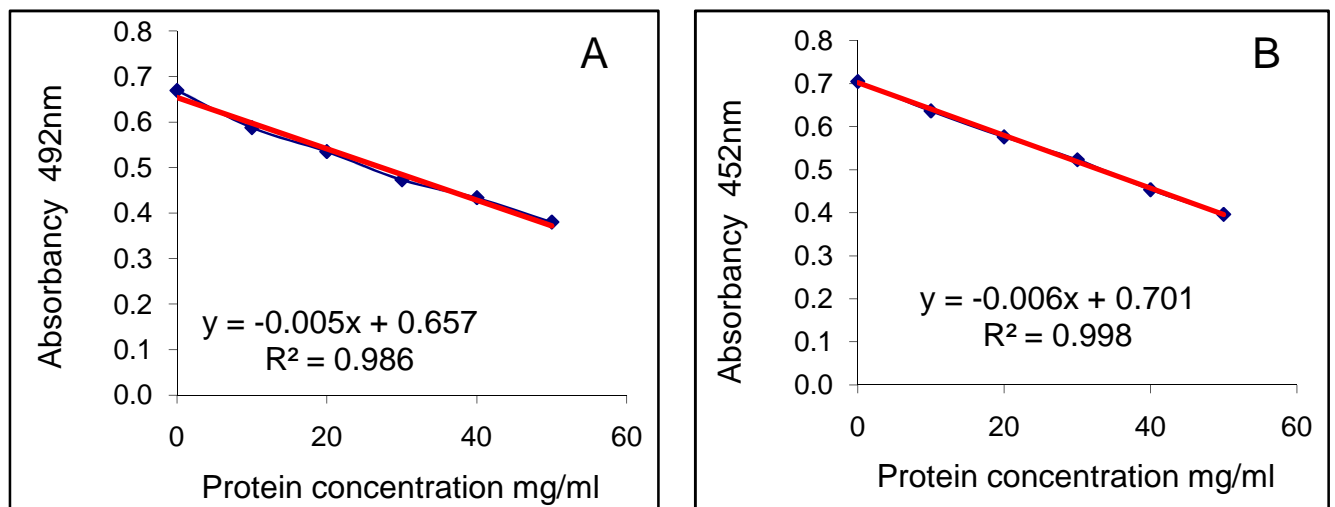 A
0.8
0.7
0.6
0.5
0.4
0.3
0.2
0.1
0.0
Absorbancy 492nm
y = -0.005x + 0.657
R² = 0.986
0 20 40 60
Protein concentration mg/ml
B
0.8
0.7
0.6
0.5
0.4
0.3
0.2
0.1
0.0
Absorbancy 452nm
y = -0.006x + 0.701
R² = 0.998
0 20 40 60
Protein concentration mg/ml